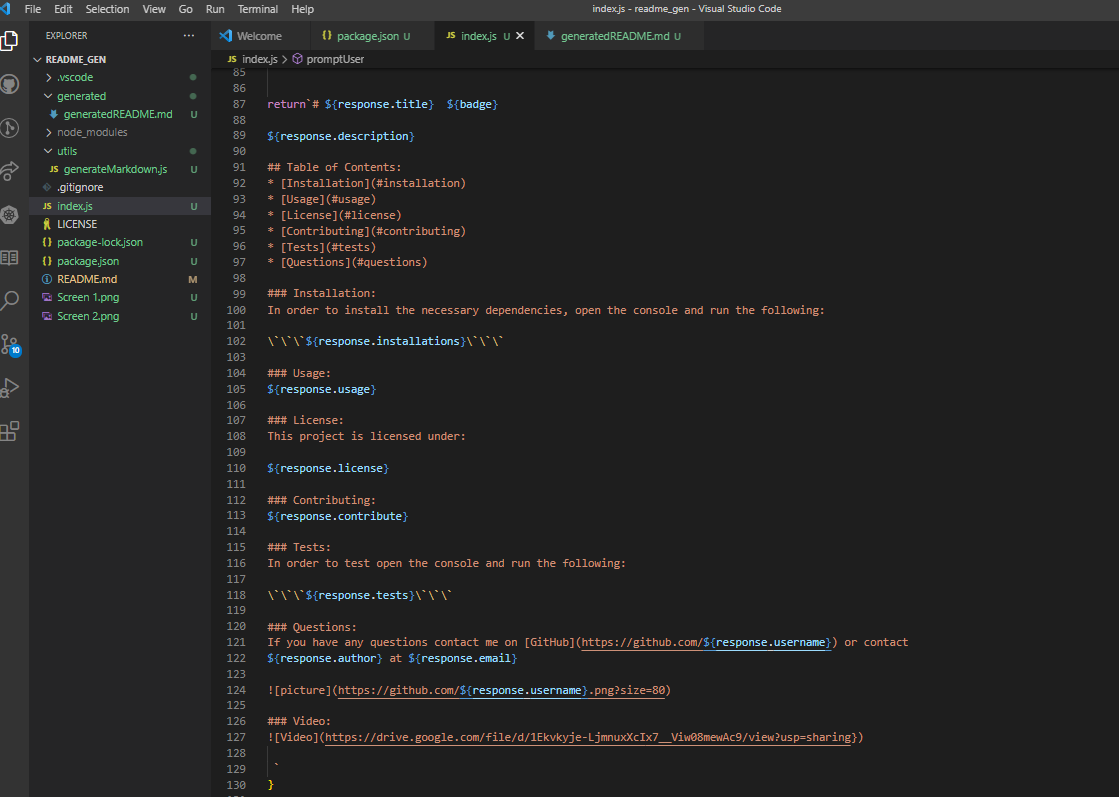 File Edit Selection View Go Run Terminal Help index.js - readme_gen - Visual Studio Code
EXPLORER ···
README_GEN
.vscode
generated
generatedREADME.md U
node_modules
utils
JS generateMarkdown.js U
.gitignore
JS index.js U
LICENSE
{} package-lock.json U
{} package.json U
README.md M
Screen 1.png U
Screen 2.png U
10
Welcome {} package.json U JS index.js U generatedREADME.md U
JS index.js > promptUser
85
86
87 return`# ${response.title}  ${badge}
88
89 ${response.description}
90
91 ## Table of Contents:
92 * [Installation](#installation)
93 * [Usage](#usage)
94 * [License](#license)
95 * [Contributing](#contributing)
96 * [Tests](#tests)
97 * [Questions](#questions)
98
99 ### Installation:
100 In order to install the necessary dependencies, open the console and run the following:
101
102 \`\`\`${response.installations}\`\`\`
103
104 ### Usage:
105 ${response.usage}
106
107 ### License:
108 This project is licensed under:
109
110 ${response.license}
111
112 ### Contributing:
113 ${response.contribute}
114
115 ### Tests:
116 In order to test open the console and run the following:
117
118 \`\`\`${response.tests}\`\`\`
119
120 ### Questions:
121 If you have any questions contact me on [GitHub](https://github.com/${response.username}) or contact
122 ${response.author} at ${response.email}
123
124 ![picture](https://github.com/${response.username}.png?size=80)
125
126 ### Video:
127 ![Video](https://drive.google.com/file/d/1Ekvkyje-LjmnuxXcIx7__Viw08mewAc9/view?usp=sharing})
128
129 `
130 }